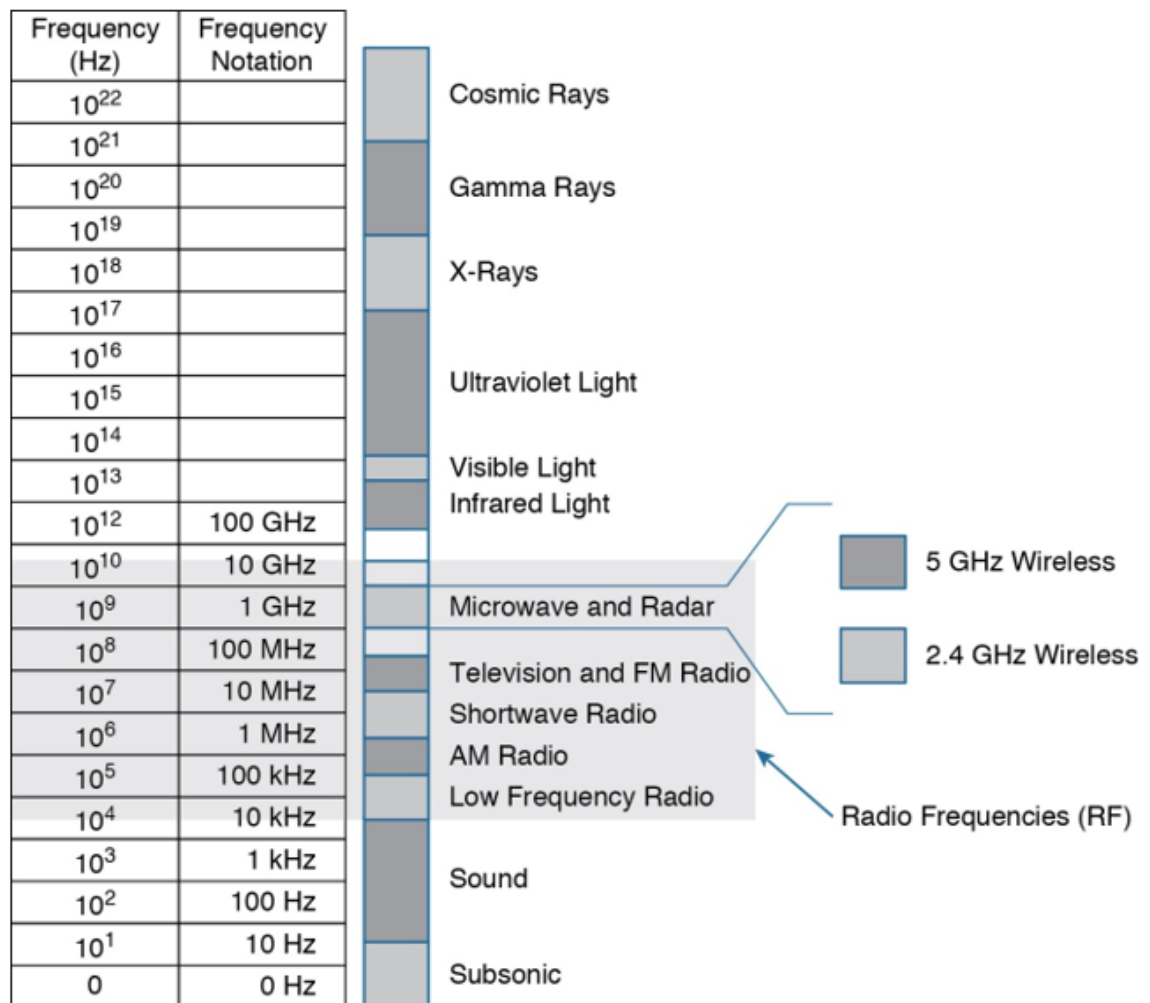 Frequency (Hz) Frequency Notation
10²²
10²¹
10²⁰
10¹⁹
10¹⁸
10¹⁷
10¹⁶
10¹⁵
10¹⁴
10¹³
10¹² 100 GHz
10¹⁰ 10 GHz
10⁹ 1 GHz
10⁸ 100 MHz
10⁷ 10 MHz
10⁶ 1 MHz
10⁵ 100 kHz
10⁴ 10 kHz
10³ 1 kHz
10² 100 Hz
10¹ 10 Hz
0 0 Hz
Cosmic Rays
Gamma Rays
X-Rays
Ultraviolet Light
Visible Light
Infrared Light
Microwave and Radar
Television and FM Radio
Shortwave Radio
AM Radio
Low Frequency Radio
Sound
Subsonic
5 GHz Wireless
2.4 GHz Wireless
Radio Frequencies (RF)